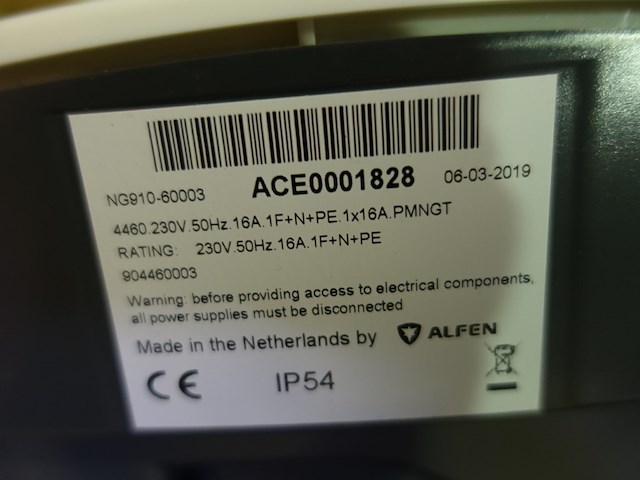 NG910-60003 ACE0001828 06-03-2019
4460.230V.50Hz.16A.1F+N+PE.1x16A.PMNGT
RATING: 230V.50Hz.16A.1F+N+PE
904460003
Warning: before providing access to electrical components,
all power supplies must be disconnected
Made in the Netherlands by ALFEN
CE IP54